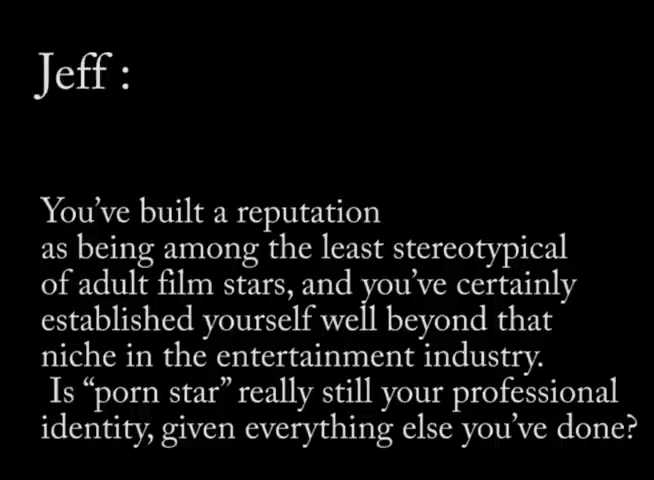 Jeff :
You’ve built a reputation
as being among the least stereotypical
of adult film stars, and you’ve certainly
established yourself well beyond that
niche in the entertainment industry.
Is “porn star” really still your professional
identity, given everything else you’ve done?